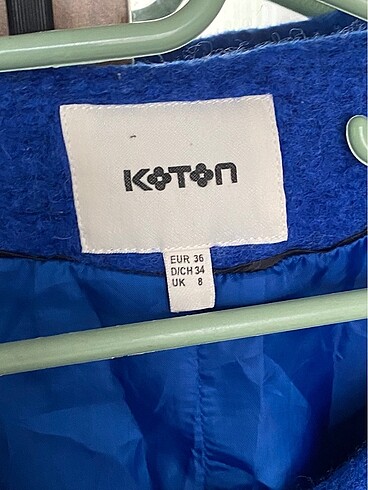 KOTON
EUR 36
D/CH 34
UK 8